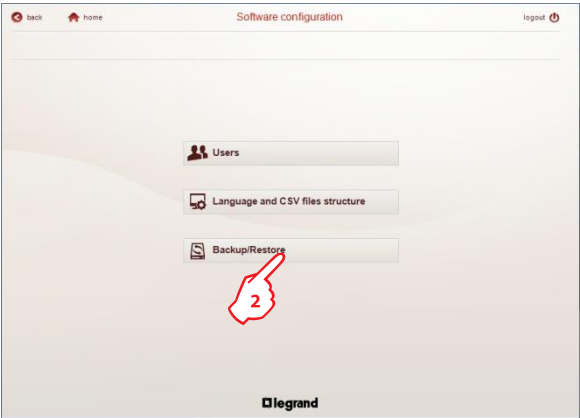 back home Software configuration logout
Users
Language and CSV files structure
Backup/Restore
2
legrand